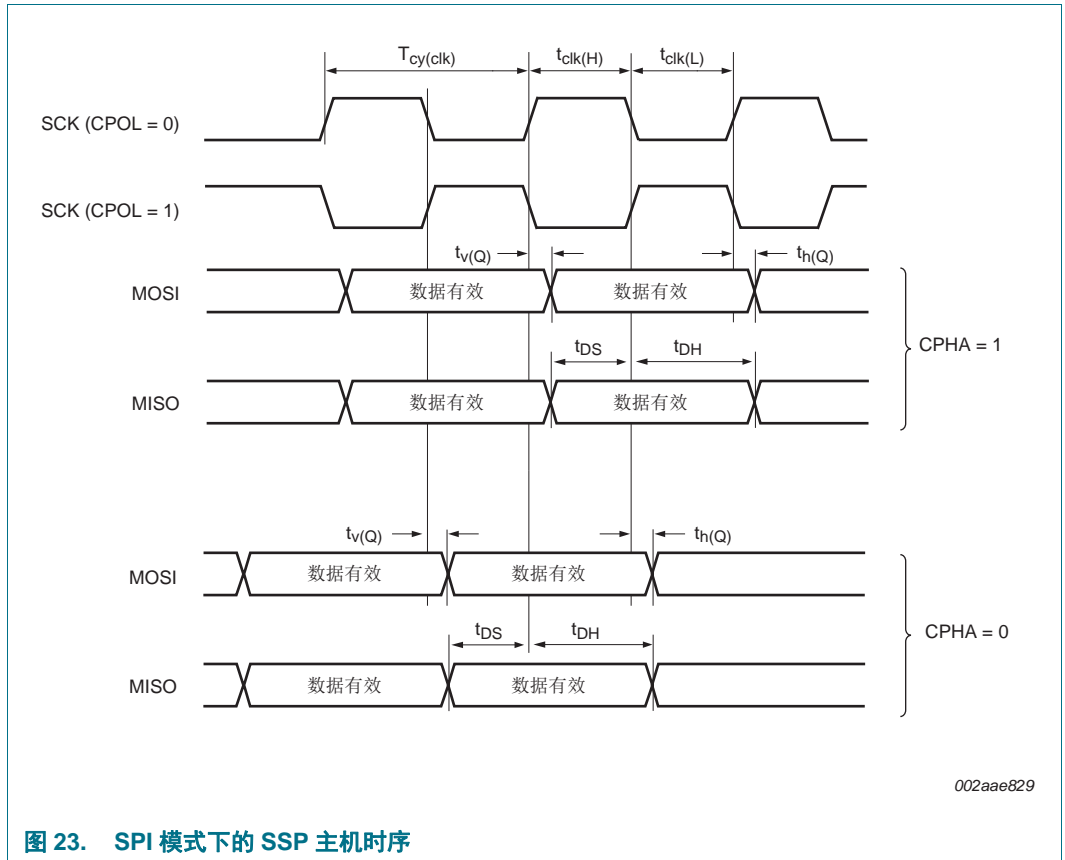 Tcy(clk) tclk(H) tclk(L)
SCK (CPOL = 0)
SCK (CPOL = 1)
tv(Q) th(Q)
MOSI 数据有效 数据有效
CPHA = 1
tDS tDH
MISO 数据有效 数据有效
tv(Q) th(Q)
MOSI 数据有效 数据有效
CPHA = 0
tDS tDH
MISO 数据有效 数据有效
002aae829
图 23. SPI 模式下的 SSP 主机时序